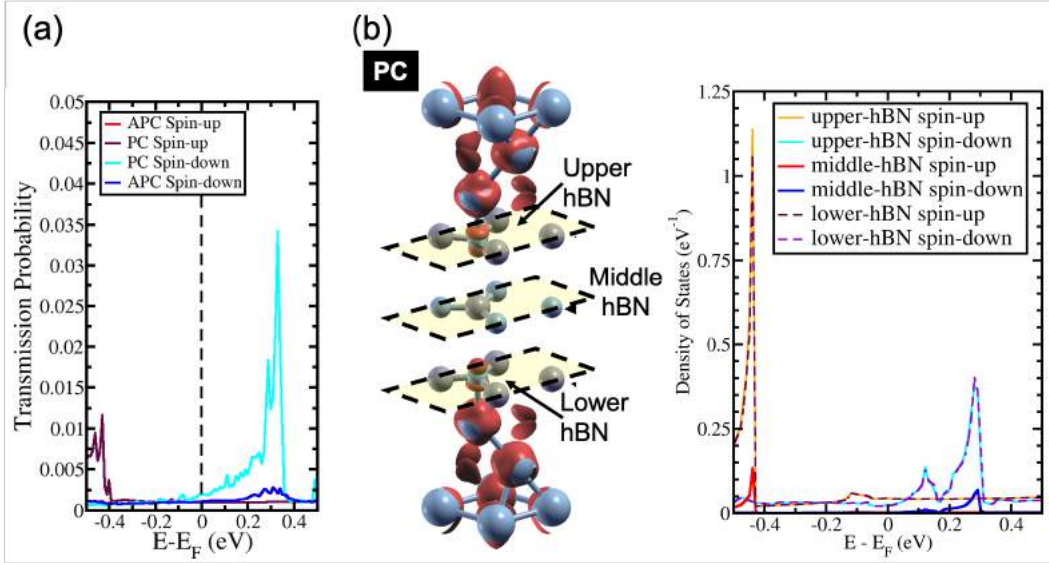 (a)
Transmission Probability
0.05
0.045
0.04
0.035
0.03
0.025
0.02
0.015
0.01
0.005
0
APC Spin-up
PC Spin-up
PC Spin-down
APC Spin-down
-0.4 -0.2 0 0.2 0.4
E-E_F (eV)
(b)
PC
Upper
hBN
Middle
hBN
Lower
hBN
Density of States (eV⁻¹)
1.25
1
0.75
0.5
0.25
0
upper-hBN spin-up
upper-hBN spin-down
middle-hBN spin-up
middle-hBN spin-down
lower-hBN spin-up
lower-hBN spin-down
-0.4 -0.2 0 0.2 0.4
E - E_F (eV)